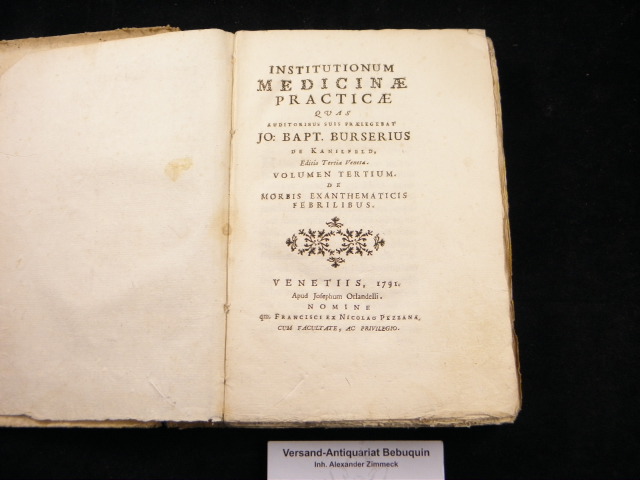 INSTITUTIONUM
MEDICINÆ
PRACTICÆ
QUAS
AUDITORIBUS SUIS PRÆLEGEBAT
JO: BAPT. BURSERIUS
DE KANILFELD,
Editio Tertia Veneta.
VOLUMEN TERTIUM.
DE
MORBIS EXANTHEMATICIS
FEBRILIBUS.
VENETIIS, 1791.
Apud Josephum Orlandelli.
NOMINE
qu. FRANCISCI EX NICOLAO PEZZANA,
CUM FACULTATE, AC PRIVILEGIO.
Versand-Antiquariat Bebuquin
Inh. Alexander Zimmeck